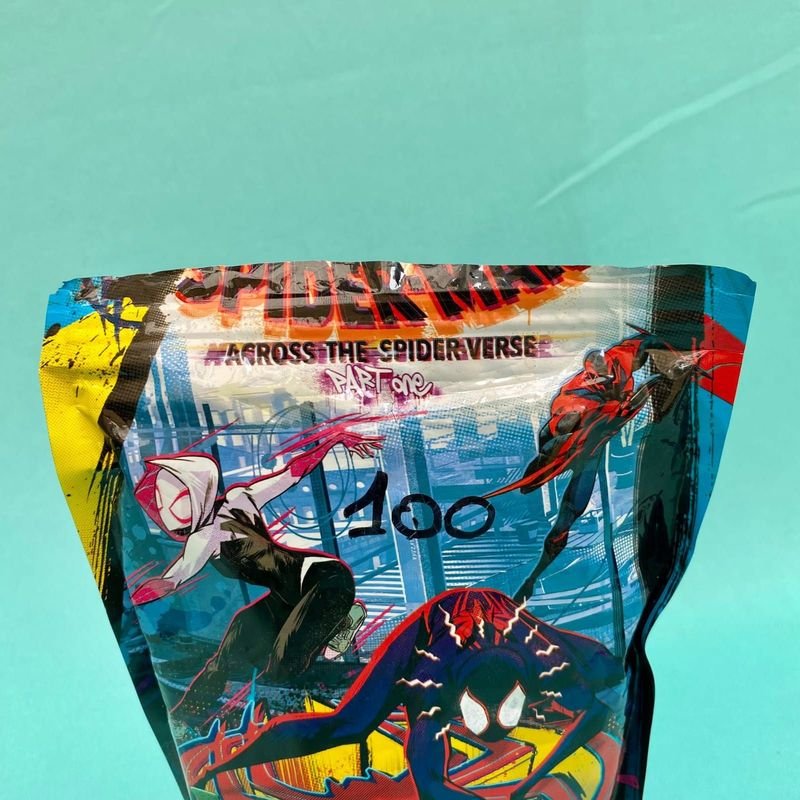 SPIDER-MAN
ACROSS THE SPIDER-VERSE
PART one
100